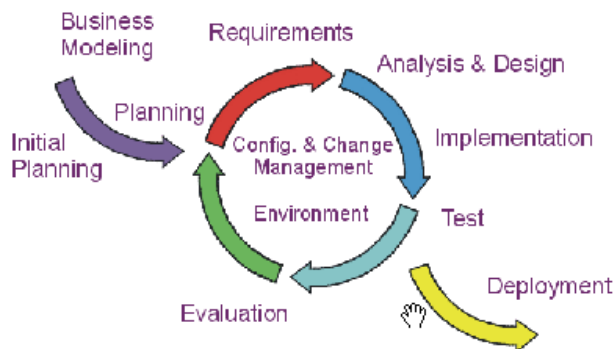 Business
Modeling
Requirements
Analysis & Design
Planning
Initial
Planning
Config. & Change
Management
Implementation
Environment
Test
Deployment
Evaluation